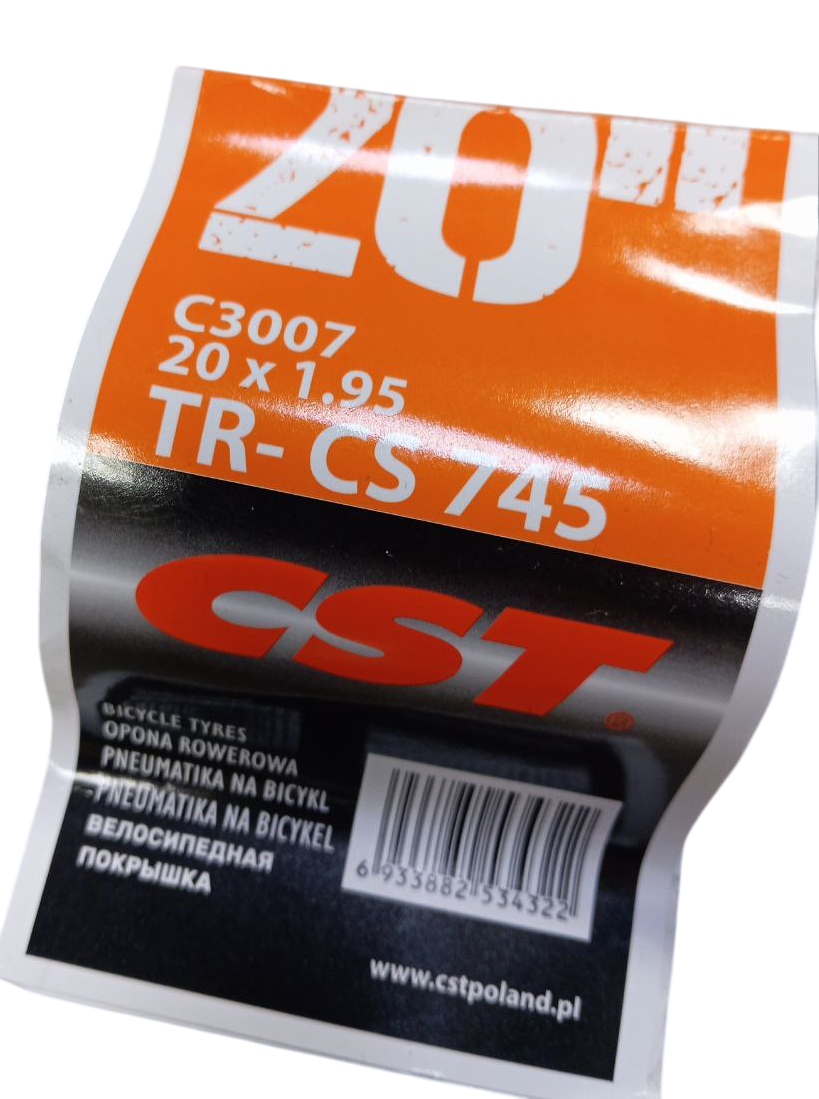 20"
C3007
20 x 1.95
TR- CS 745
CST®
BICYCLE TYRES
OPONA ROWEROWA
PNEUMATIKA NA BICYKL
PNEUMATIKA NA BICYKEL
ВЕЛОСИПЕДНАЯ
ПОКРЫШКА
6 933882 534322
www.cstpoland.pl